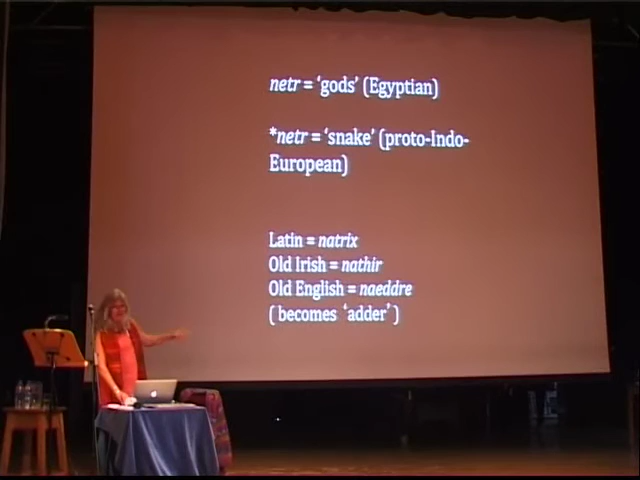 netr = ‘gods’ (Egyptian)
*netr = ‘snake’ (proto-Indo-
European)
Latin = natrix
Old Irish = nathir
Old English = naeddre
( becomes ‘adder’ )